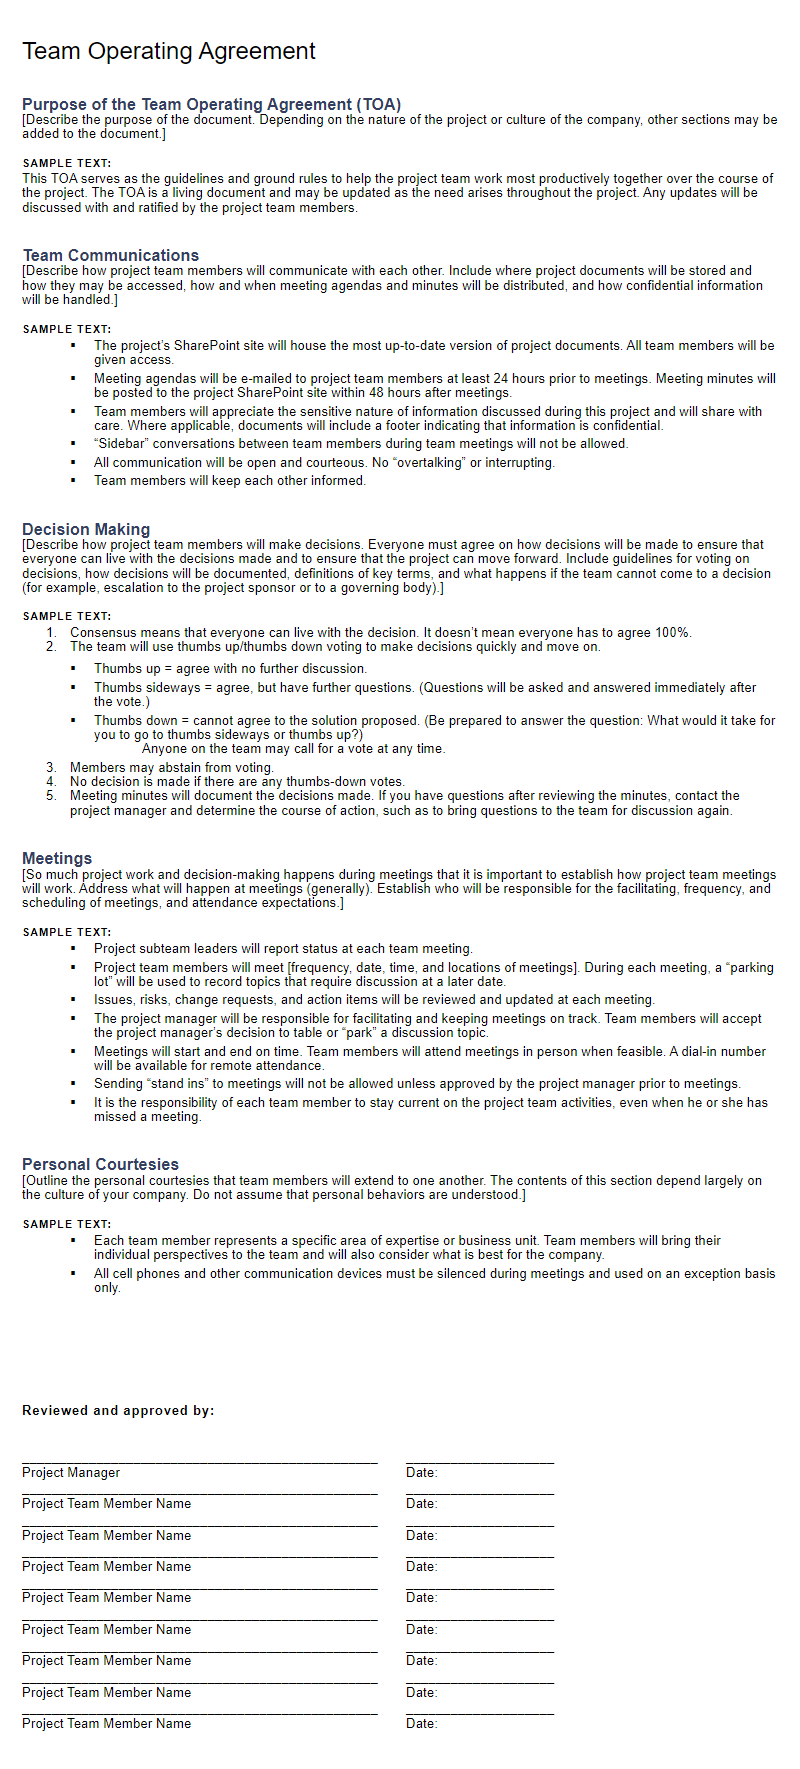 Team Operating Agreement
Purpose of the Team Operating Agreement (TOA)
[Describe the purpose of the document. Depending on the nature of the project or culture of the company, other sections may be
added to the document.]
SAMPLE TEXT:
This TOA serves as the guidelines and ground rules to help the project team work most productively together over the course of
the project. The TOA is a living document and may be updated as the need arises throughout the project. Any updates will be
discussed with and ratified by the project team members.
Team Communications
[Describe how project team members will communicate with each other. Include where project documents will be stored and
how they may be accessed, how and when meeting agendas and minutes will be distributed, and how confidential information
will be handled.]
SAMPLE TEXT:
▪ The project's SharePoint site will house the most up-to-date version of project documents. All team members will be
given access.
▪ Meeting agendas will be e-mailed to project team members at least 24 hours prior to meetings. Meeting minutes will
be posted to the project SharePoint site within 48 hours after meetings.
▪ Team members will appreciate the sensitive nature of information discussed during this project and will share with
care. Where applicable, documents will include a footer indicating that information is confidential.
▪ “Sidebar” conversations between team members during team meetings will not be allowed.
▪ All communication will be open and courteous. No “overtalking” or interrupting.
▪ Team members will keep each other informed.
Decision Making
[Describe how project team members will make decisions. Everyone must agree on how decisions will be made to ensure that
everyone can live with the decisions made and to ensure that the project can move forward. Include guidelines for voting on
decisions, how decisions will be documented, definitions of key terms, and what happens if the team cannot come to a decision
(for example, escalation to the project sponsor or to a governing body).]
SAMPLE TEXT:
1. Consensus means that everyone can live with the decision. It doesn't mean everyone has to agree 100%.
2. The team will use thumbs up/thumbs down voting to make decisions quickly and move on.
▪ Thumbs up = agree with no further discussion.
▪ Thumbs sideways = agree, but have further questions. (Questions will be asked and answered immediately after
the vote.)
▪ Thumbs down = cannot agree to the solution proposed. (Be prepared to answer the question: What would it take for
you to go to thumbs sideways or thumbs up?)
Anyone on the team may call for a vote at any time.
3. Members may abstain from voting.
4. No decision is made if there are any thumbs-down votes.
5. Meeting minutes will document the decisions made. If you have questions after reviewing the minutes, contact the
project manager and determine the course of action, such as to bring questions to the team for discussion again.
Meetings
[So much project work and decision-making happens during meetings that it is important to establish how project team meetings
will work. Address what will happen at meetings (generally). Establish who will be responsible for the facilitating, frequency, and
scheduling of meetings, and attendance expectations.]
SAMPLE TEXT:
▪ Project subteam leaders will report status at each team meeting.
▪ Project team members will meet [frequency, date, time, and locations of meetings]. During each meeting, a “parking
lot” will be used to record topics that require discussion at a later date.
▪ Issues, risks, change requests, and action items will be reviewed and updated at each meeting.
▪ The project manager will be responsible for facilitating and keeping meetings on track. Team members will accept
the project manager's decision to table or “park” a discussion topic.
▪ Meetings will start and end on time. Team members will attend meetings in person when feasible. A dial-in number
will be available for remote attendance.
▪ Sending “stand ins” to meetings will not be allowed unless approved by the project manager prior to meetings.
▪ It is the responsibility of each team member to stay current on the project team activities, even when he or she has
missed a meeting.
Personal Courtesies
[Outline the personal courtesies that team members will extend to one another. The contents of this section depend largely on
the culture of your company. Do not assume that personal behaviors are understood.]
SAMPLE TEXT:
▪ Each team member represents a specific area of expertise or business unit. Team members will bring their
individual perspectives to the team and will also consider what is best for the company.
▪ All cell phones and other communication devices must be silenced during meetings and used on an exception basis
only.
Reviewed and approved by:
Project Manager Date:
Project Team Member Name Date:
Project Team Member Name Date:
Project Team Member Name Date:
Project Team Member Name Date:
Project Team Member Name Date:
Project Team Member Name Date:
Project Team Member Name Date:
Project Team Member Name Date: